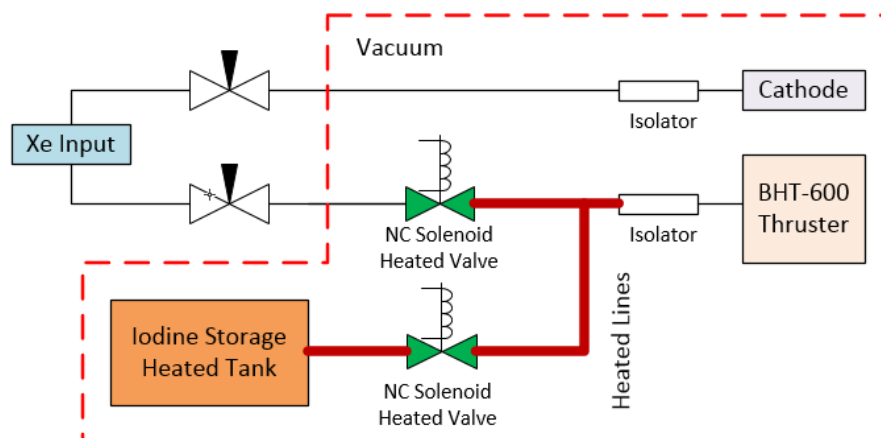 Vacuum
Cathode
Isolator
Xe Input
BHT-600
Thruster
Isolator
NC Solenoid
Heated Valve
Iodine Storage
Heated Tank
Heated Lines
NC Solenoid
Heated Valve